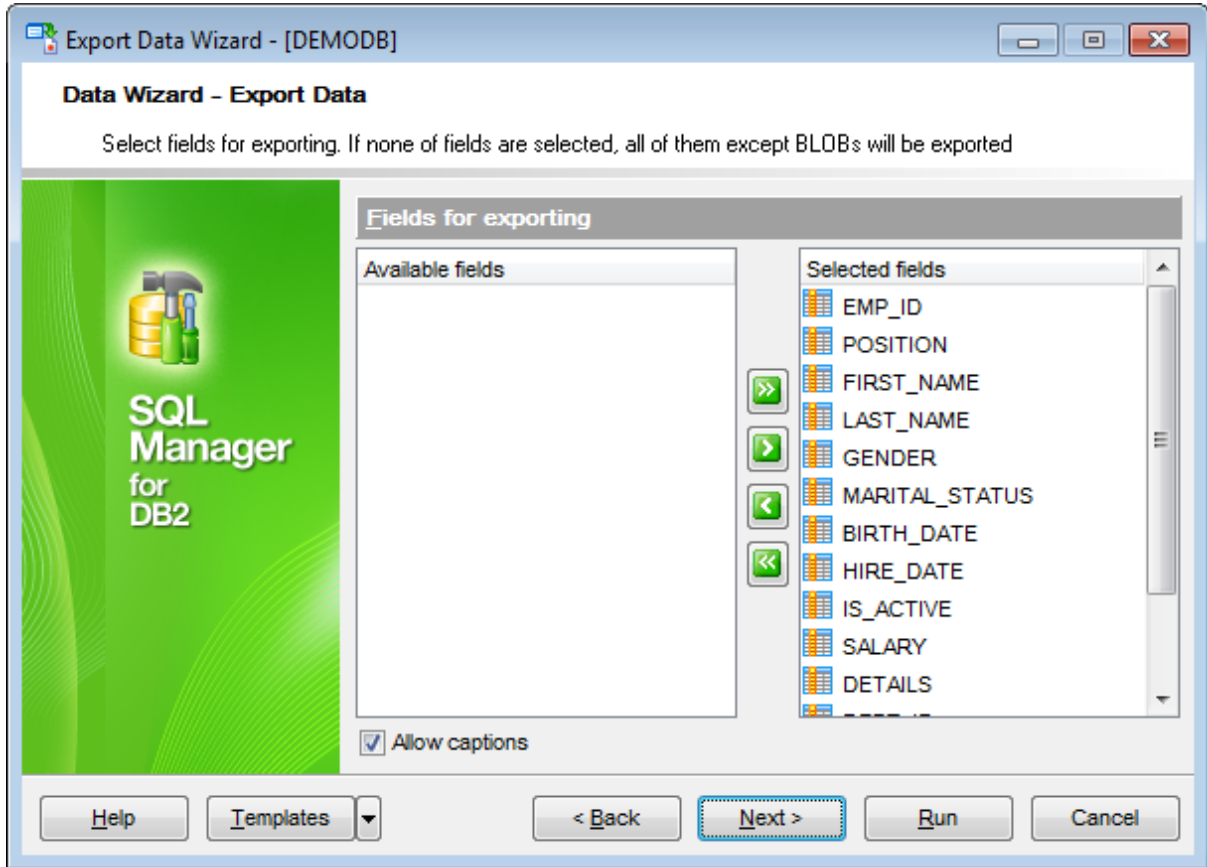 Export Data Wizard - [DEMODB]
Data Wizard - Export Data
Select fields for exporting. If none of fields are selected, all of them except BLOBs will be exported
Fields for exporting
Available fields
Selected fields
EMP_ID
POSITION
FIRST_NAME
LAST_NAME
GENDER
MARITAL_STATUS
BIRTH_DATE
HIRE_DATE
IS_ACTIVE
SALARY
DETAILS
SQL
Manager
for
DB2
Allow captions
Help
Templates
< Back
Next >
Run
Cancel